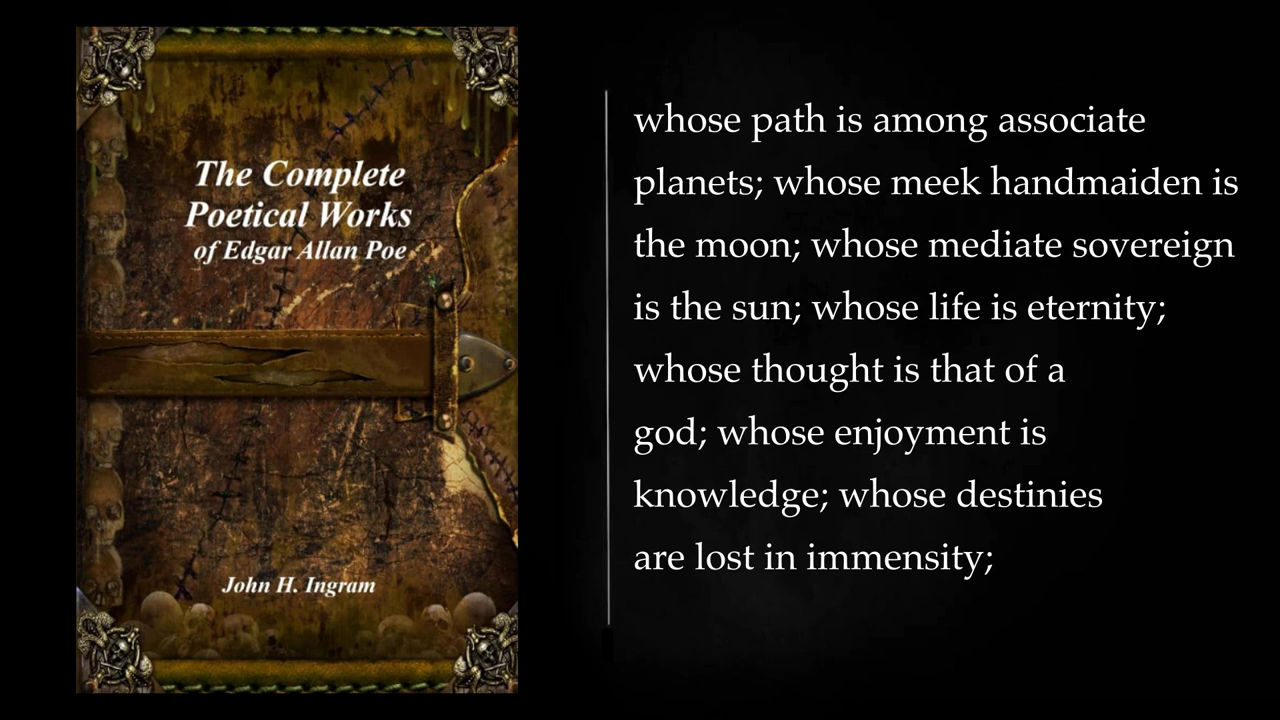 The Complete
Poetical Works
of Edgar Allan Poe
John H. Ingram
whose path is among associate
planets; whose meek handmaiden is
the moon; whose mediate sovereign
is the sun; whose life is eternity;
whose thought is that of a
god; whose enjoyment is
knowledge; whose destinies
are lost in immensity;